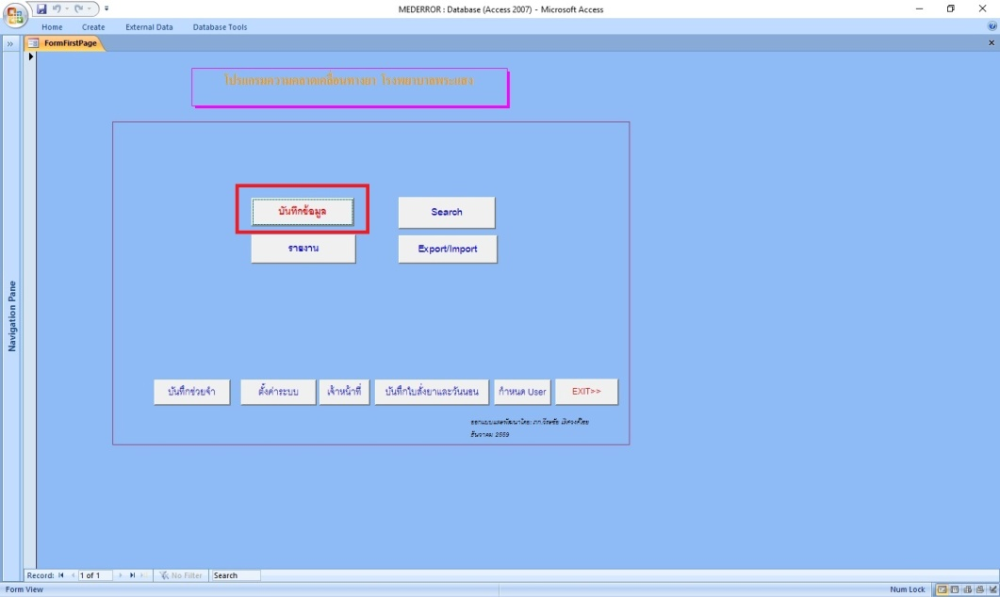 MEDERROR : Database (Access 2007) - Microsoft Access
Home Create External Data Database Tools
FormFirstPage
โปรแกรมความคลาดเคลื่อนทางยา โรงพยาบาลพระแสง
บันทึกข้อมูล Search
รายงาน Export/Import
Navigation Pane
บันทึกช่วยจำ ตั้งค่าระบบ เจ้าหน้าที่ บันทึกใบสั่งยาและวันนอน กำหนด User EXIT>>
ออกแบบและพัฒนาโดย
ธันวาคม 2559
Record: 1 of 1 No Filter Search
Form View Num Lock